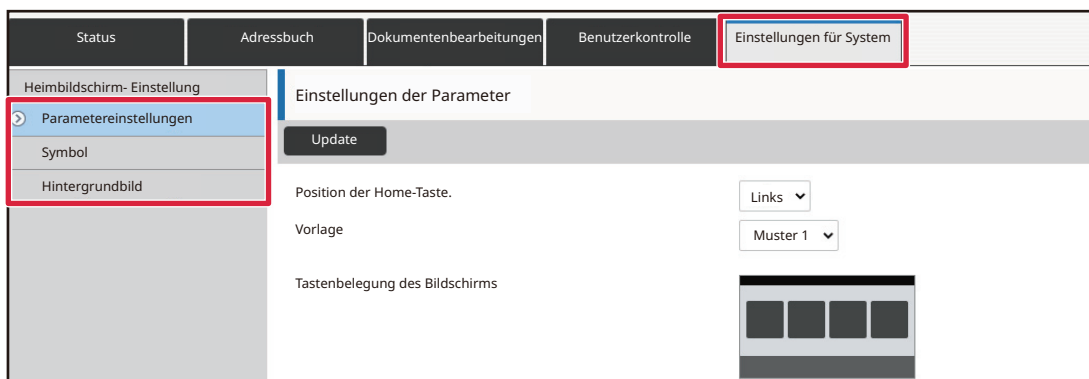 Status
Adressbuch
Dokumentenbearbeitungen
Benutzerkontrolle
Einstellungen für System
Heimbildschirm- Einstellung
Parametereinstellungen
Symbol
Hintergrundbild
Einstellungen der Parameter
Update
Position der Home-Taste.
Links
Vorlage
Muster 1
Tastenbelegung des Bildschirms